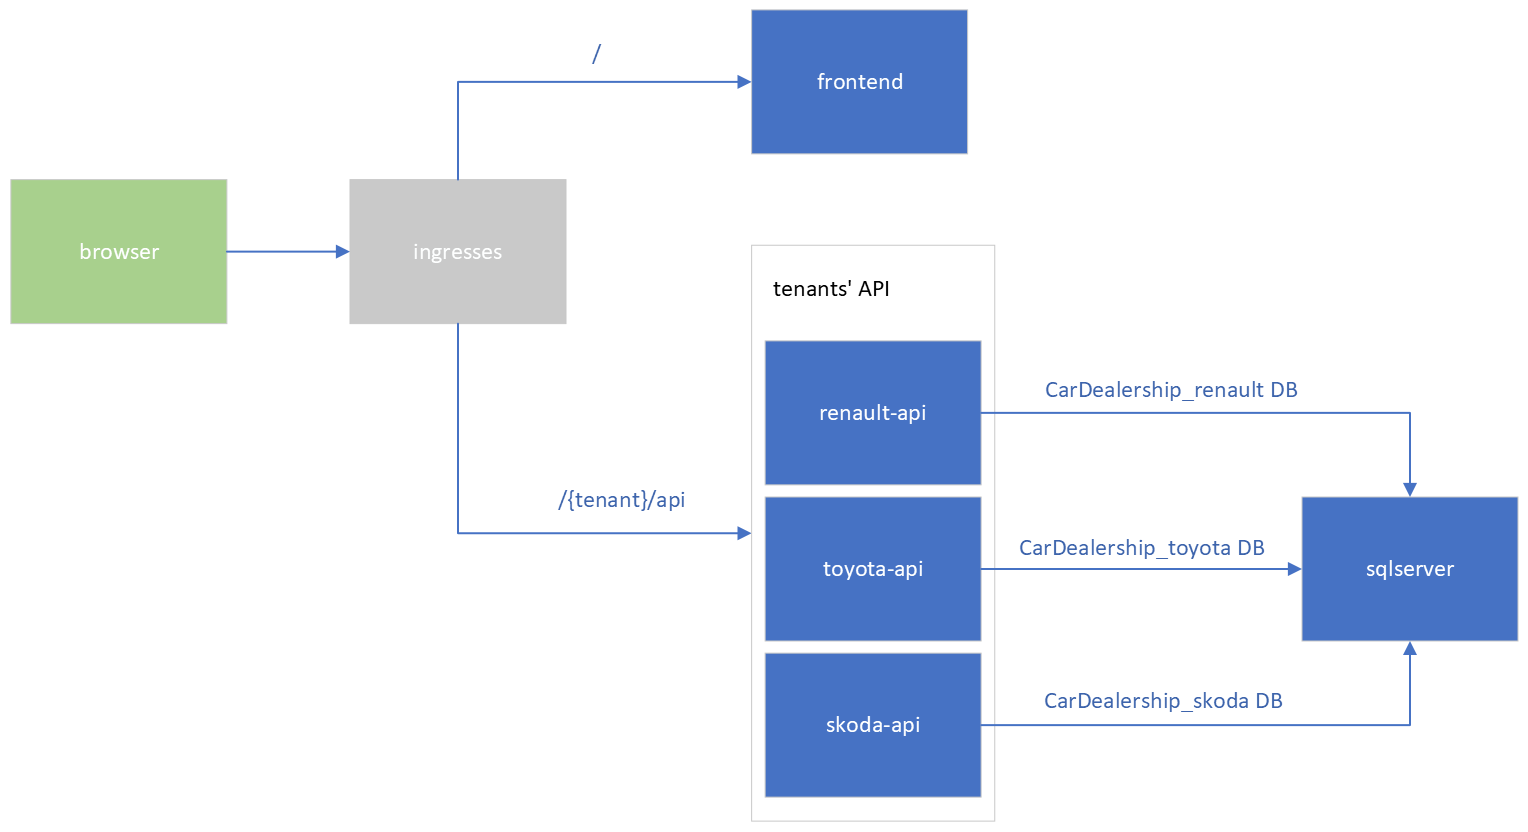 /
frontend
browser
ingresses
tenants' API
renault-api
CarDealership_renault DB
/{tenant}/api
toyota-api
CarDealership_toyota DB
sqlserver
skoda-api
CarDealership_skoda DB